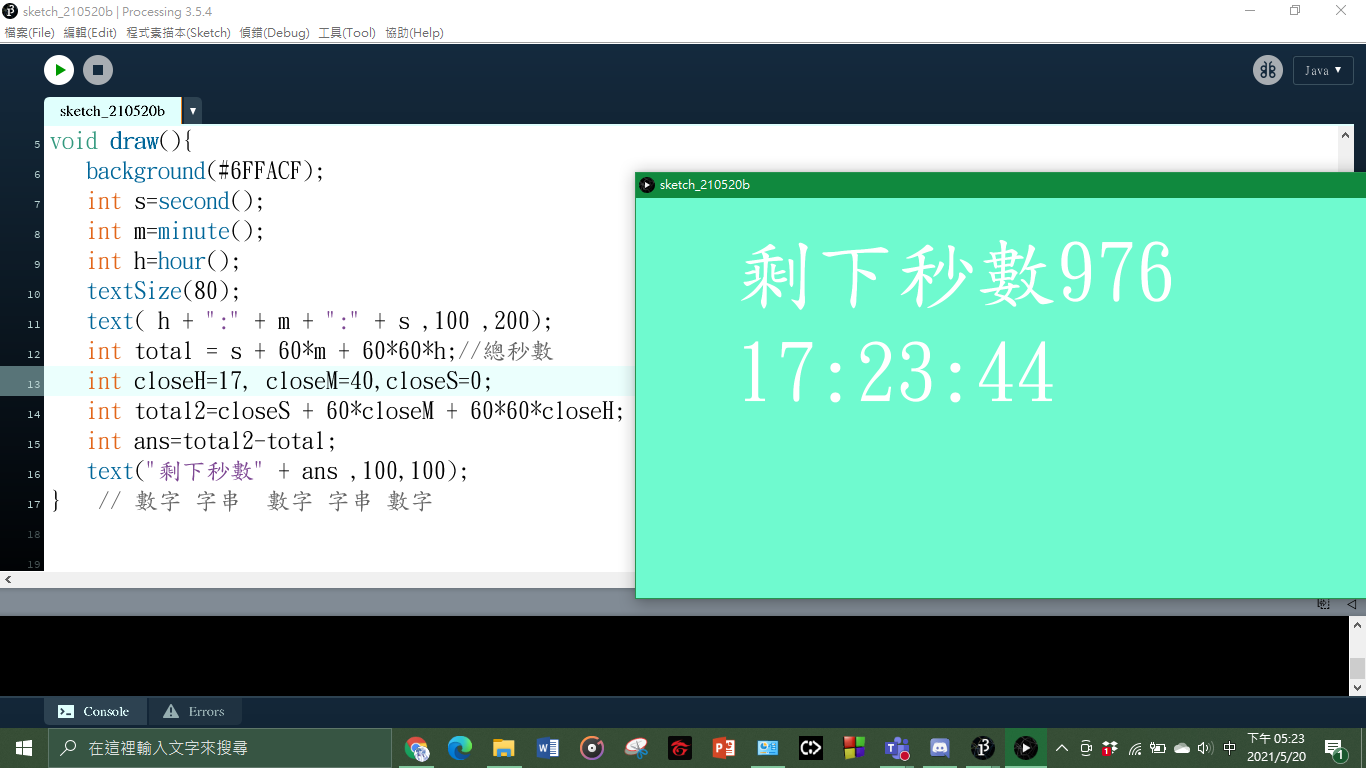 sketch_210520b | Processing 3.5.4
檔案(File) 編輯(Edit) 程式素描本(Sketch) 偵錯(Debug) 工具(Tool) 協助(Help)
Java ▼
sketch_210520b ▼
5 void draw(){
6 background(#6FFACF);
7 int s=second();
8 int m=minute();
9 int h=hour();
10 textSize(80);
11 text( h + ":" + m + ":" + s ,100 ,200);
12 int total = s + 60*m + 60*60*h;//總秒數
13 int closeH=17, closeM=40,closeS=0;
14 int total2=closeS + 60*closeM + 60*60*closeH;
15 int ans=total2-total;
16 text("剩下秒數" + ans ,100,100);
17 } // 數字 字串 數字 字串 數字
18
19
sketch_210520b
剩下秒數976
17:23:44
Console
Errors
在這裡輸入文字來搜尋
中
下午 05:23
2021/5/20
1